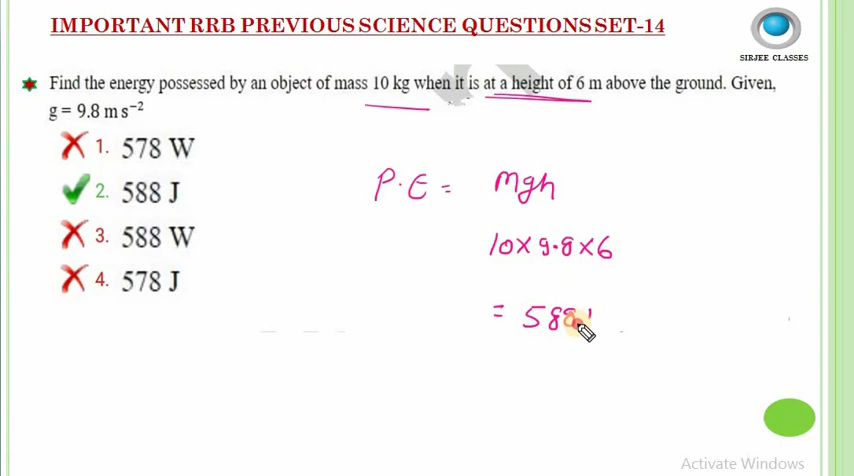 IMPORTANT RRB PREVIOUS SCIENCE QUESTIONS SET-14
SIRJEE CLASSES
Find the energy possessed by an object of mass 10 kg when it is at a height of 6 m above the ground. Given,
g = 9.8 m s⁻²
1. 578 W
2. 588 J
3. 588 W
4. 578 J
P.E = mgh
10 × 9.8 × 6
= 588
Activate Windows